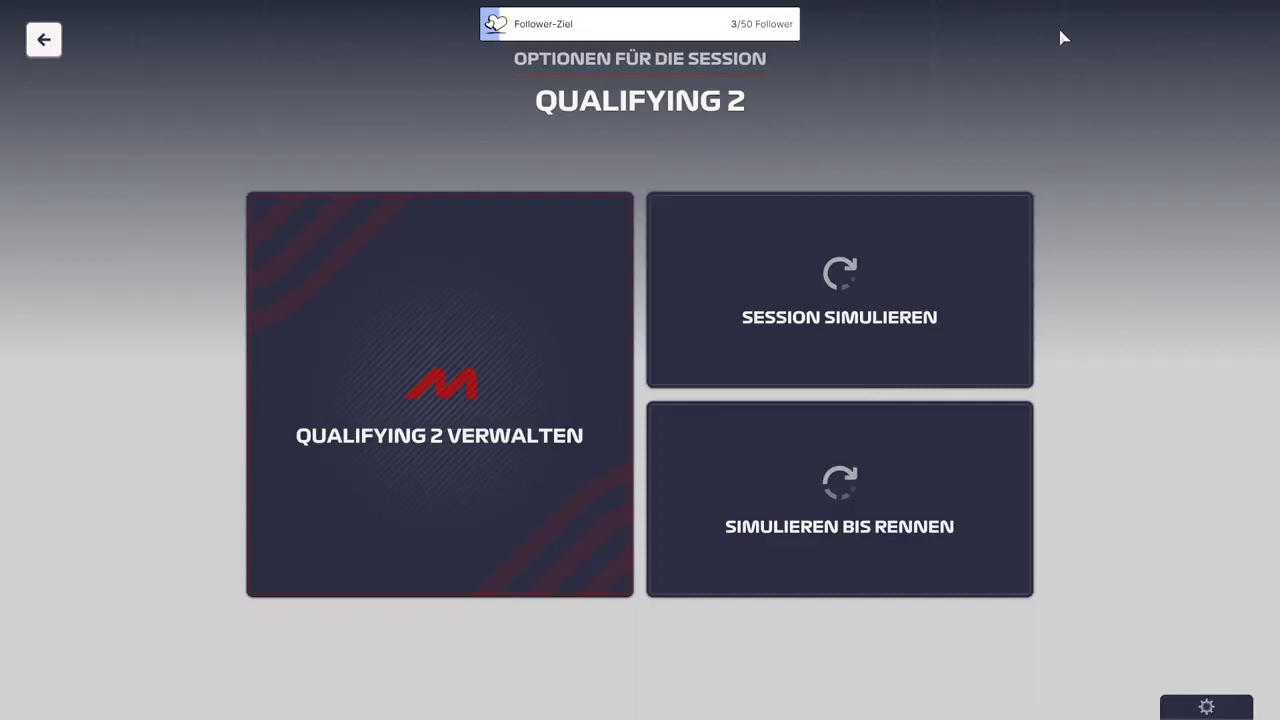 Follower-Ziel 3/50 Follower
OPTIONEN FÜR DIE SESSION
QUALIFYING 2
QUALIFYING 2 VERWALTEN
SESSION SIMULIEREN
SIMULIEREN BIS RENNEN